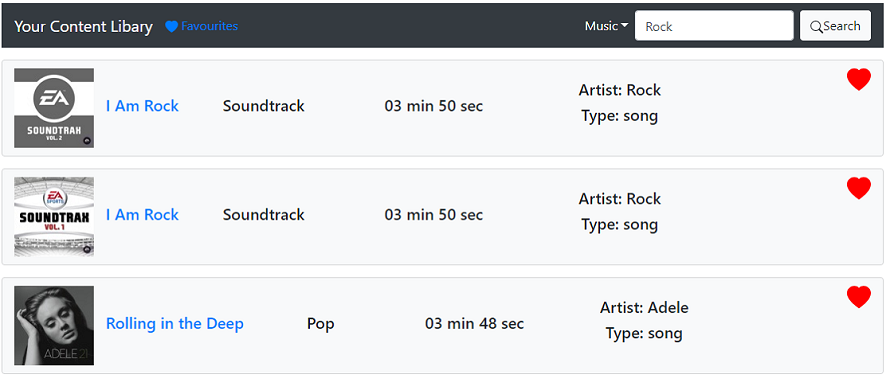 Your Content Libary Favourites Music Rock Search
EA
SOUNDTRAX
VOL. 2
I Am Rock Soundtrack 03 min 50 sec
Artist: Rock
Type: song
EA
SPORTS
SOUNDTRAX
VOL. 1
I Am Rock Soundtrack 03 min 50 sec
Artist: Rock
Type: song
ADELE 21
Rolling in the Deep Pop 03 min 48 sec
Artist: Adele
Type: song